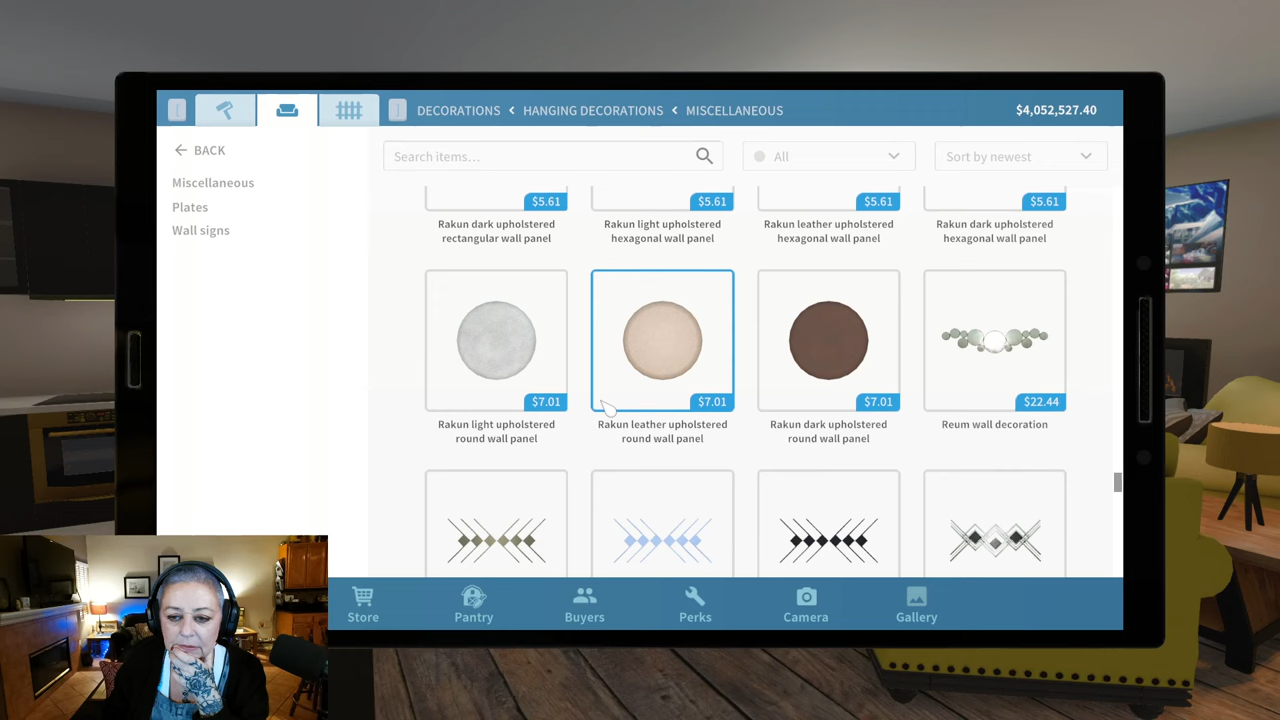 DECORATIONS < HANGING DECORATIONS < MISCELLANEOUS
$4,052,527.40
BACK
Miscellaneous
Plates
Wall signs
Search items...
All
Sort by newest
$5.61
$5.61
$5.61
$5.61
Rakun dark upholstered
rectangular wall panel
Rakun light upholstered
hexagonal wall panel
Rakun leather upholstered
hexagonal wall panel
Rakun dark upholstered
hexagonal wall panel
$7.01
$7.01
$7.01
$22.44
Rakun light upholstered
round wall panel
Rakun leather upholstered
round wall panel
Rakun dark upholstered
round wall panel
Reum wall decoration
Store
Pantry
Buyers
Perks
Camera
Gallery